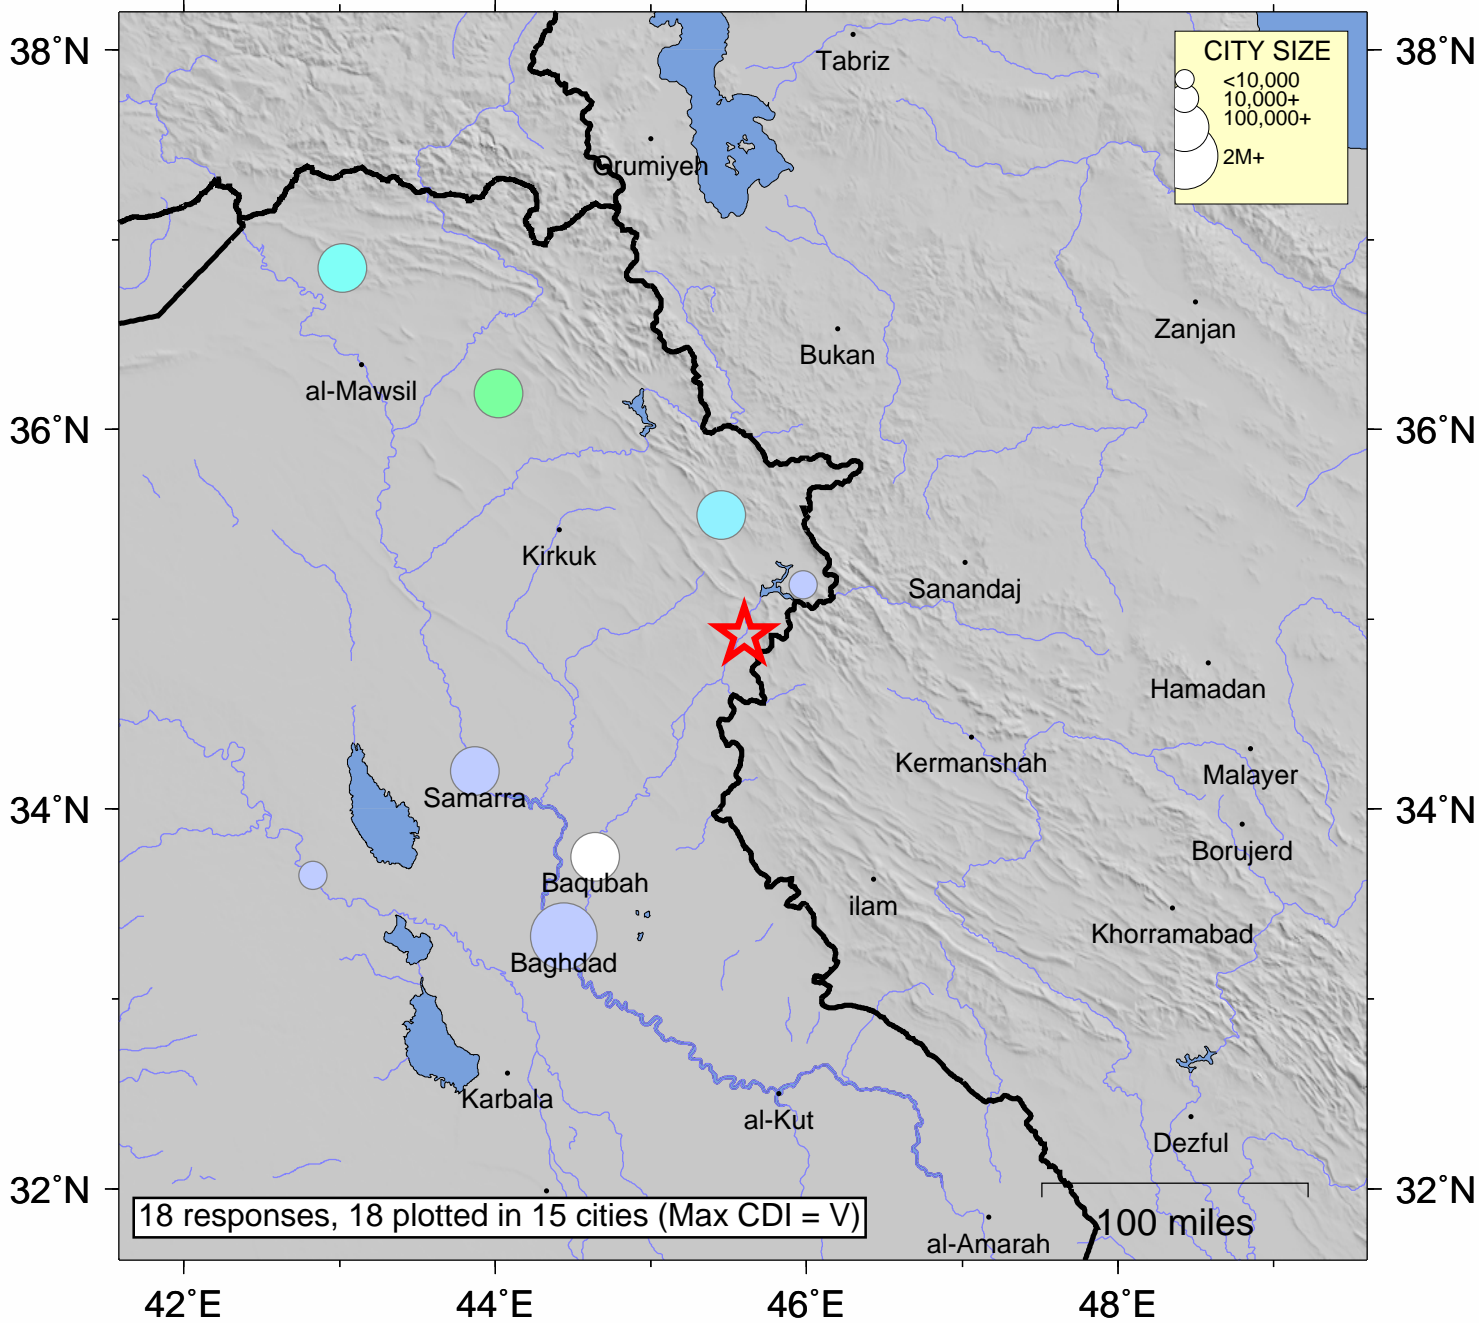 38°N
38°N
Tabriz
CITY SIZE
<10,000
10,000+
100,000+
2M+
Orumiyeh
Zanjan
Bukan
al-Mawsil
36°N
36°N
Kirkuk
Sanandaj
Hamadan
Kermanshah
Malayer
Samarra
34°N
34°N
Borujerd
Baqubah
ilam
Khorramabad
Baghdad
Karbala
al-Kut
Dezful
32°N
32°N
18 responses, 18 plotted in 15 cities (Max CDI = V)
100 miles
al-Amarah
42°E
44°E
46°E
48°E